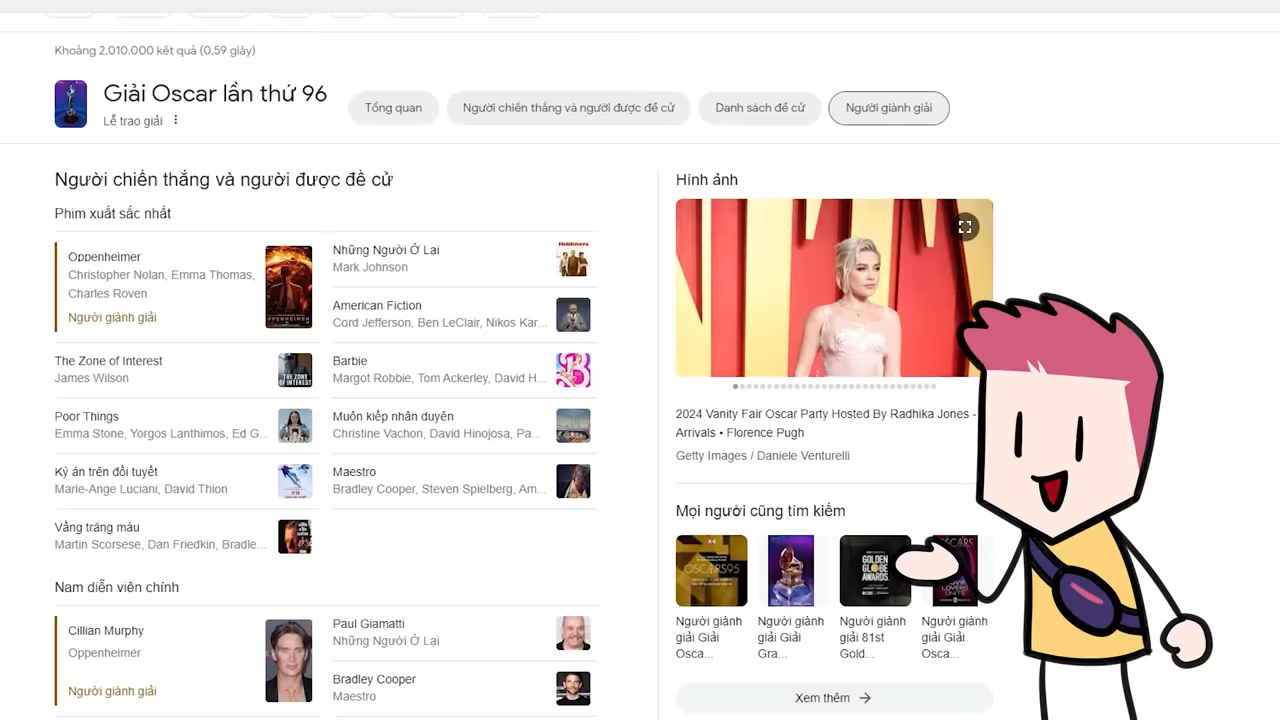 Khoảng 2.010.000 kết quả (0,59 giây)
Giải Oscar lần thứ 96
Lễ trao giải
Tổng quan
Người chiến thắng và người được đề cử
Danh sách đề cử
Người giành giải
Người chiến thắng và người được đề cử
Phim xuất sắc nhất
Oppenheimer
Christopher Nolan, Emma Thomas,
Charles Roven
Người giành giải
Những Người Ở Lại
Mark Johnson
American Fiction
Cord Jefferson, Ben LeClair, Nikos Kar...
The Zone of Interest
James Wilson
Barbie
Margot Robbie, Tom Ackerley, David H...
Poor Things
Emma Stone, Yorgos Lanthimos, Ed G...
Muôn kiếp nhân duyên
Christine Vachon, David Hinojosa, Pa...
Kỳ án trên đồi tuyết
Marie-Ange Luciani, David Thion
Maestro
Bradley Cooper, Steven Spielberg, Am...
Vầng trăng máu
Martin Scorsese, Dan Friedkin, Bradle...
Nam diễn viên chính
Cillian Murphy
Oppenheimer
Người giành giải
Paul Giamatti
Những Người Ở Lại
Bradley Cooper
Maestro
Hình ảnh
2024 Vanity Fair Oscar Party Hosted By Radhika Jones -
Arrivals • Florence Pugh
Getty Images / Daniele Venturelli
Mọi người cũng tìm kiếm
OSCARS95
GOLDEN
GLOBE
AWARDS
Người giành
giải Giải
Osca...
Người giành
giải Giải
Gra...
Người giành
giải 81st
Gold...
Người giành
giải Giải
Osca...
Xem thêm